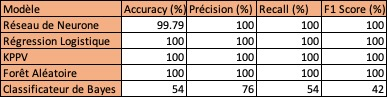 Modèle Accuracy (%) Précision (%) Recall (%) F1 Score (%)
Réseau de Neurone 99.79 100 100 100
Régression Logistique 100 100 100 100
KPPV 100 100 100 100
Forêt Aléatoire 100 100 100 100
Classificateur de Bayes 54 76 54 42